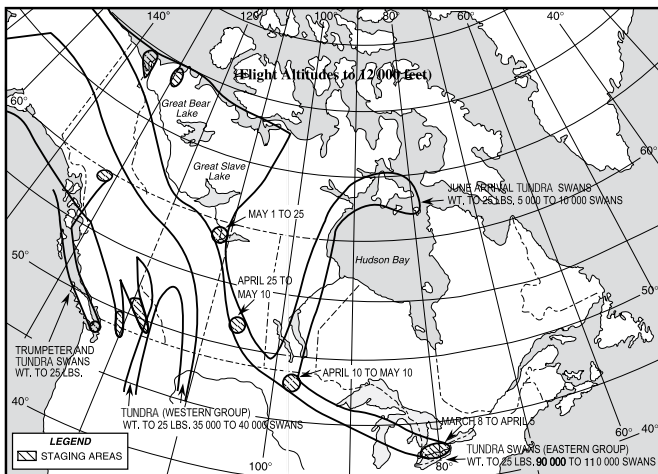 140° 120° 100° 80° 60° 40°
(Flight Altitudes to 12 000 feet)
Great Bear
Lake
60°
Great Slave
Lake
60°
JUNE ARRIVAL TUNDRA SWANS
WT. TO 25 LBS, 5 000 TO 10 000 SWANS
MAY 1 TO 25
50°
Hudson Bay
APRIL 25 TO
MAY 10
50°
TRUMPETER AND
TUNDRA SWANS
WT. TO 25 LBS.
APRIL 10 TO MAY 10
40°
TUNDRA (WESTERN GROUP)
WT. TO 25 LBS. 35 000 TO 40 000 SWANS
MARCH 8 TO APRIL 5
60° 40°
LEGEND
STAGING AREAS
TUNDRA SWANS (EASTERN GROUP)
WT. TO 25 LBS. 90 000 TO 110 000 SWANS
100° 80°